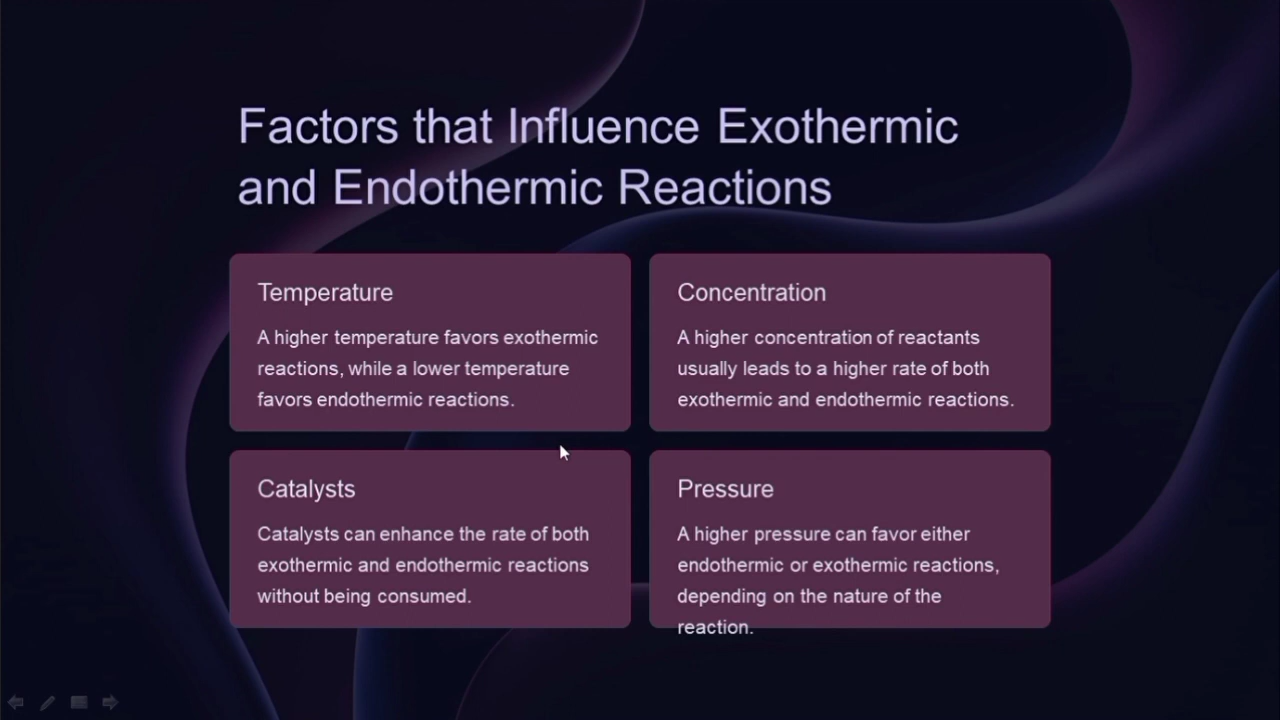 Factors that Influence Exothermic
and Endothermic Reactions
Temperature
A higher temperature favors exothermic
reactions, while a lower temperature
favors endothermic reactions.
Concentration
A higher concentration of reactants
usually leads to a higher rate of both
exothermic and endothermic reactions.
Catalysts
Catalysts can enhance the rate of both
exothermic and endothermic reactions
without being consumed.
Pressure
A higher pressure can favor either
endothermic or exothermic reactions,
depending on the nature of the
reaction.